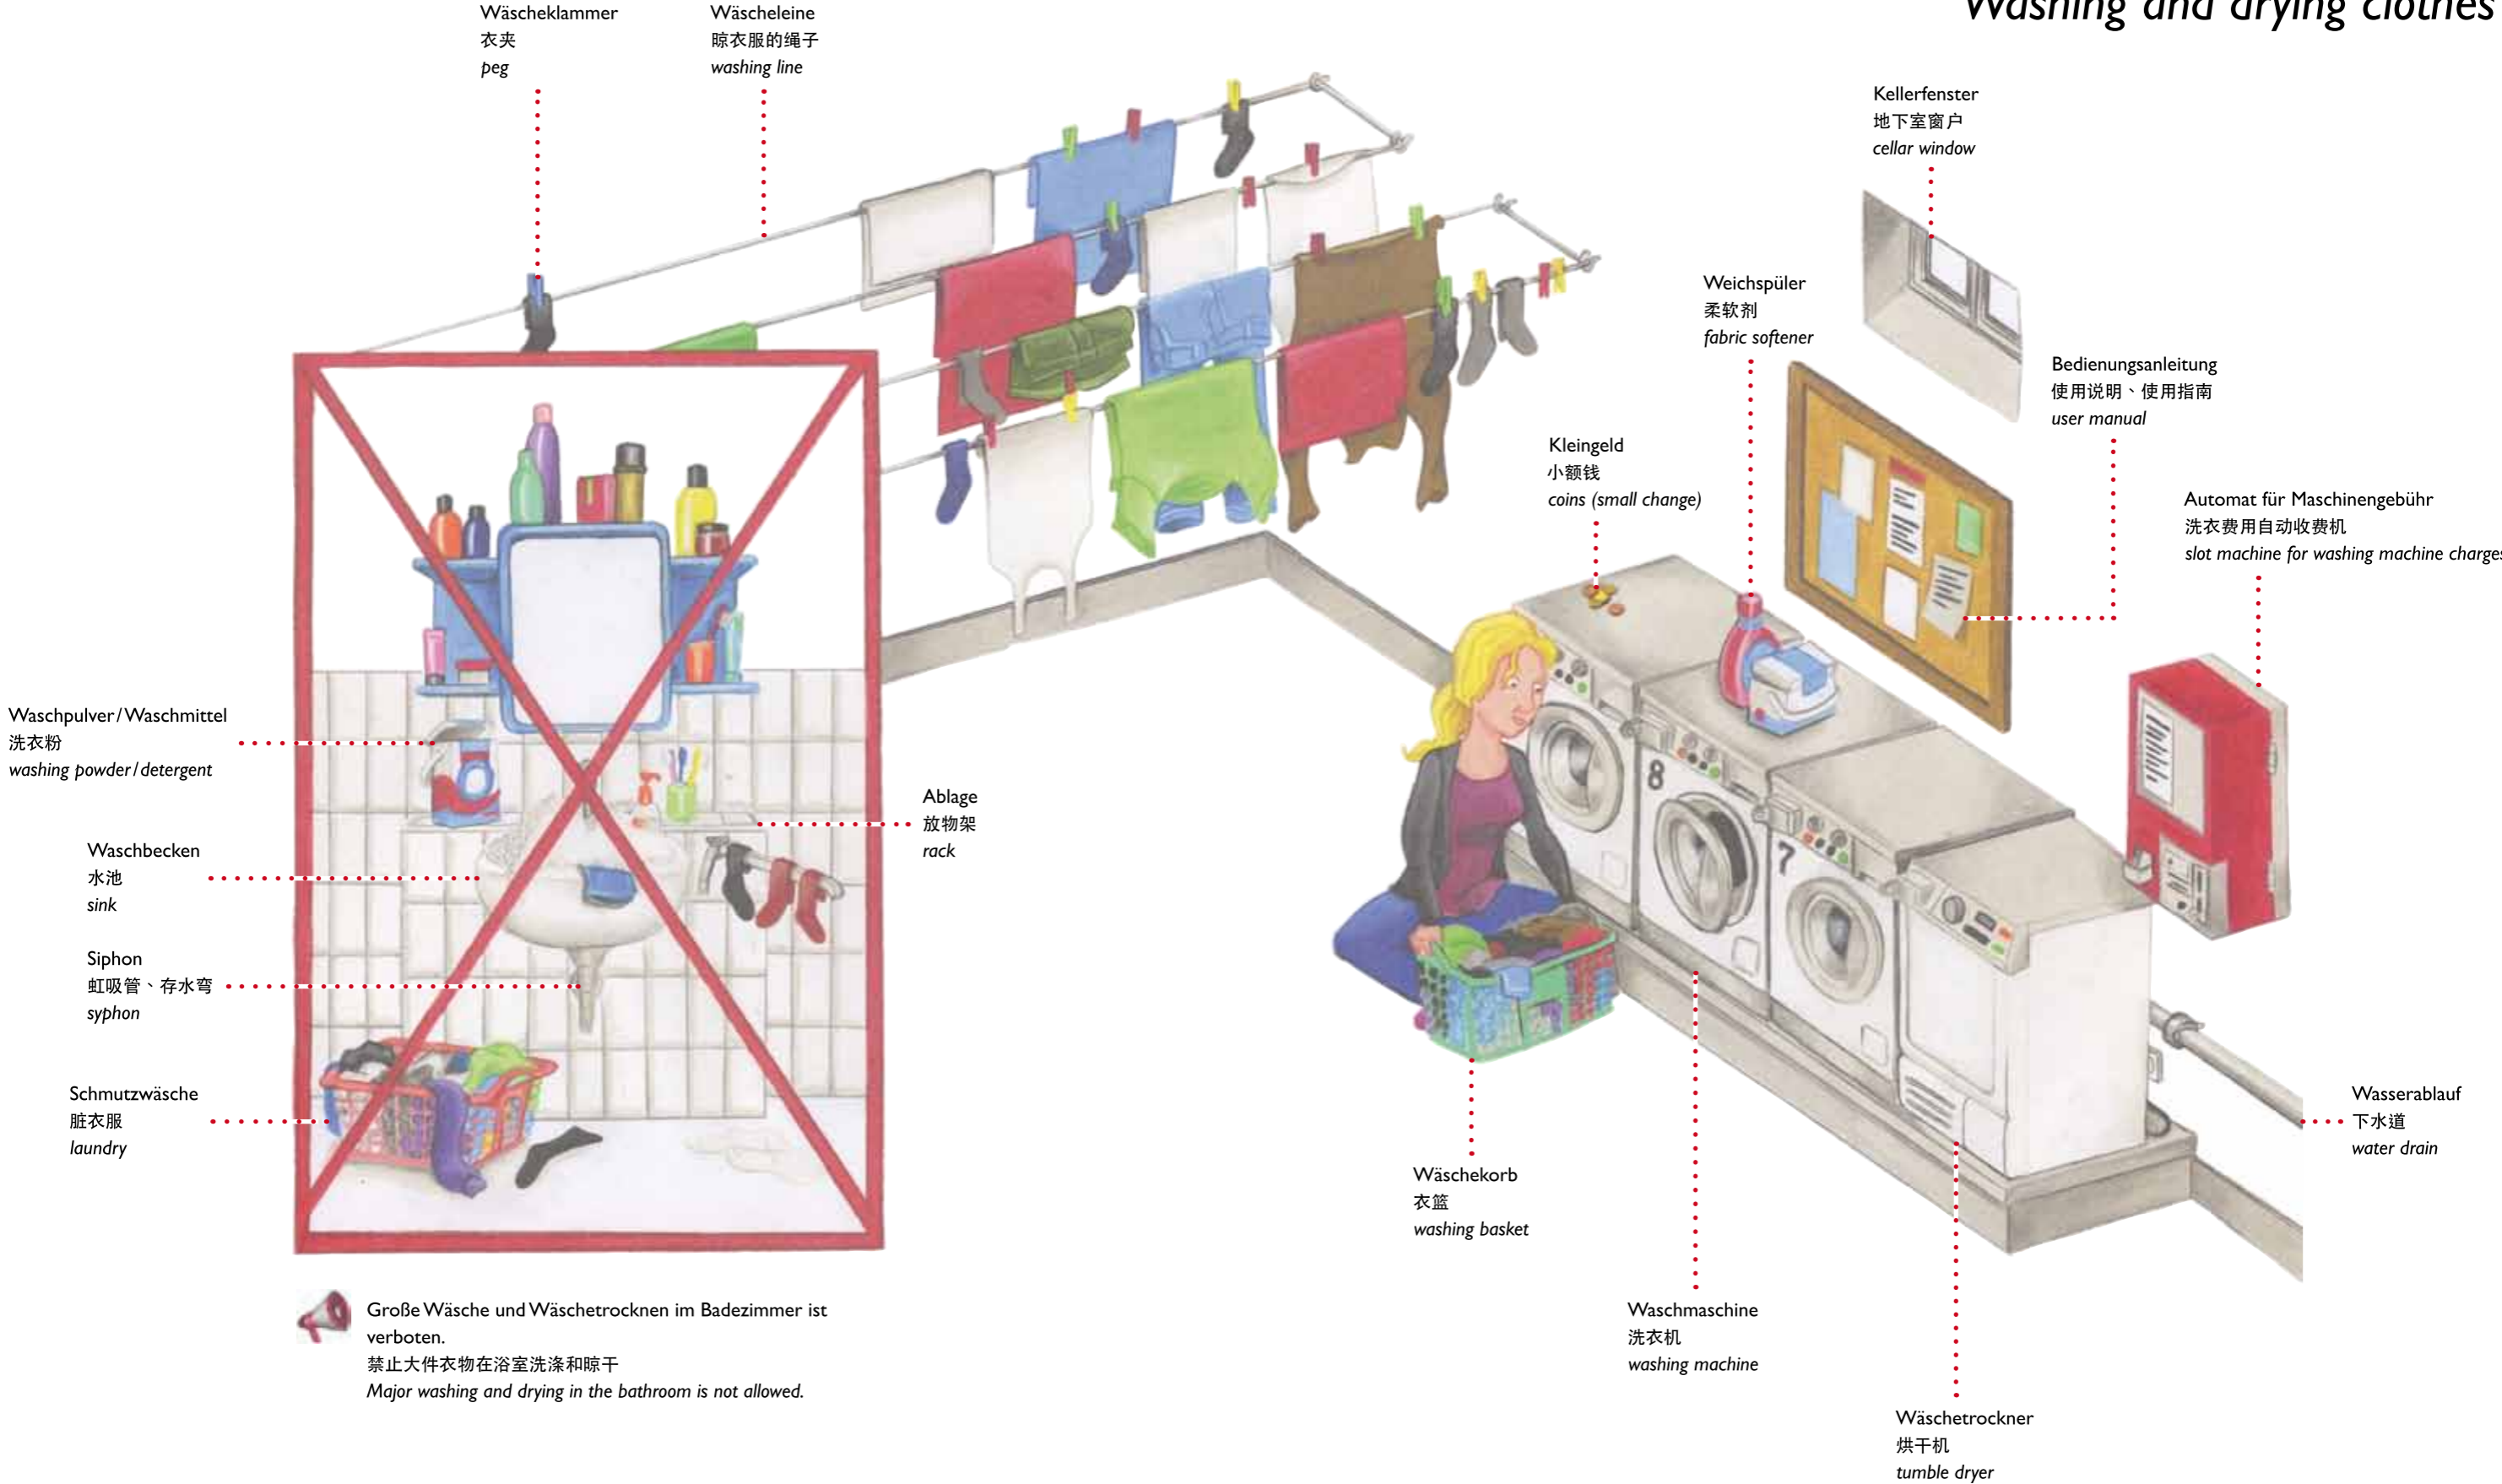 Washing and drying clothes
Wäscheklammer
衣夹
peg
Wäscheleine
晾衣服的绳子
washing line
Kellerfenster
地下室窗户
cellar window
Weichspüler
柔软剂
fabric softener
Bedienungsanleitung
使用说明、使用指南
user manual
Kleingeld
小额钱
coins (small change)
Automat für Maschinengebühr
洗衣费用自动收费机
slot machine for washing machine charges
Waschpulver/Waschmittel
洗衣粉
washing powder/detergent
Ablage
放物架
rack
Waschbecken
水池
sink
Siphon
虹吸管、存水弯
syphon
Schmutzwäsche
脏衣服
laundry
8
7
Wasserablauf
下水道
water drain
Wäschekorb
衣篮
washing basket
Waschmaschine
洗衣机
washing machine
Wäschetrockner
烘干机
tumble dryer
Große Wäsche und Wäschetrocknen im Badezimmer ist
verboten.
禁止大件衣物在浴室洗涤和晾干
Major washing and drying in the bathroom is not allowed.